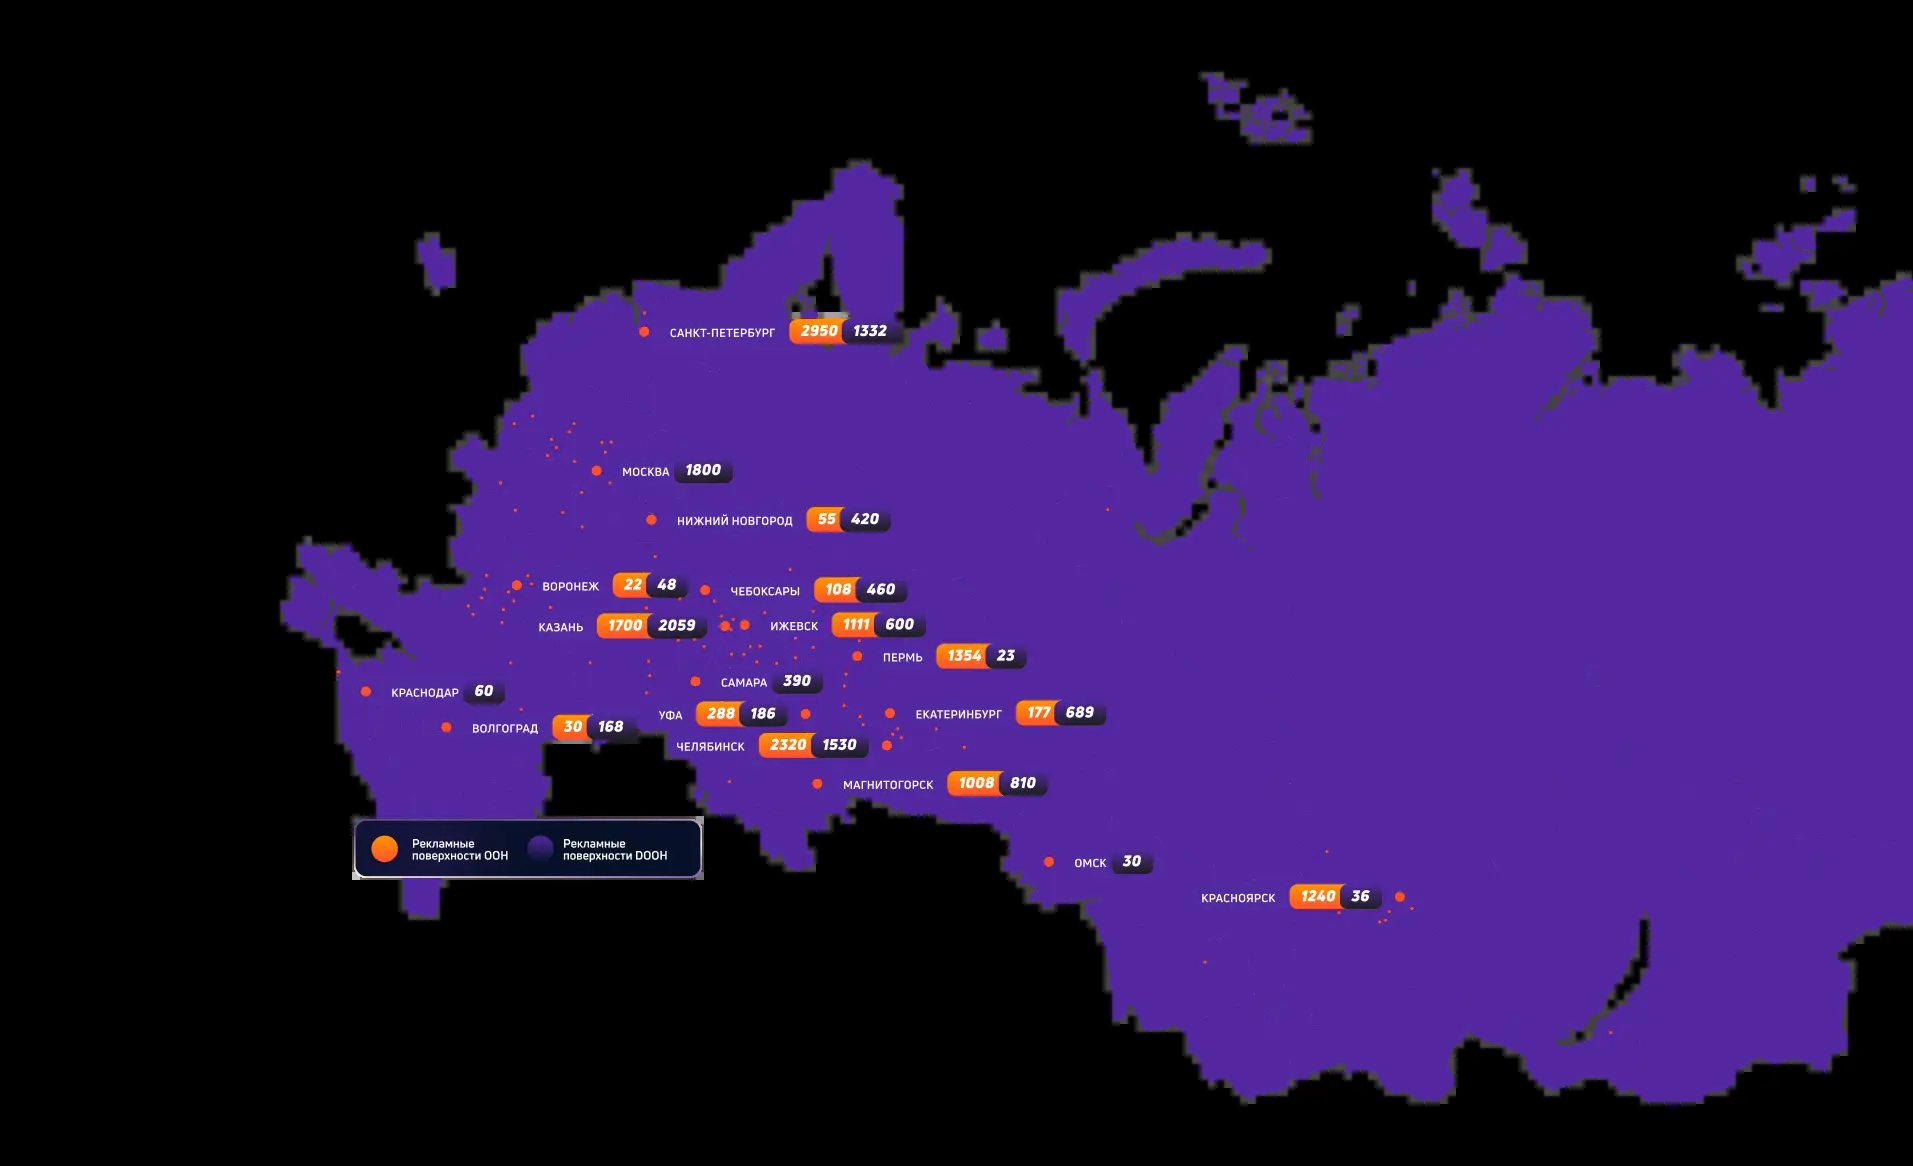 САНКТ-ПЕТЕРБУРГ 2950 1332
МОСКВА 1800
НИЖНИЙ НОВГОРОД 55 420
ВОРОНЕЖ 22 48
ЧЕБОКСАРЫ 108 460
КАЗАНЬ 1700 2059
ИЖЕВСК 1111 600
ПЕРМЬ 1354 23
САМАРА 390
КРАСНОДАР 60
УФА 288 186
ЕКАТЕРИНБУРГ 177 689
ВОЛГОГРАД 30 168
ЧЕЛЯБИНСК 2320 1530
МАГНИТОГОРСК 1008 810
Рекламные
поверхности OOH
Рекламные
поверхности DOOH
ОМСК 30
КРАСНОЯРСК 1240 36